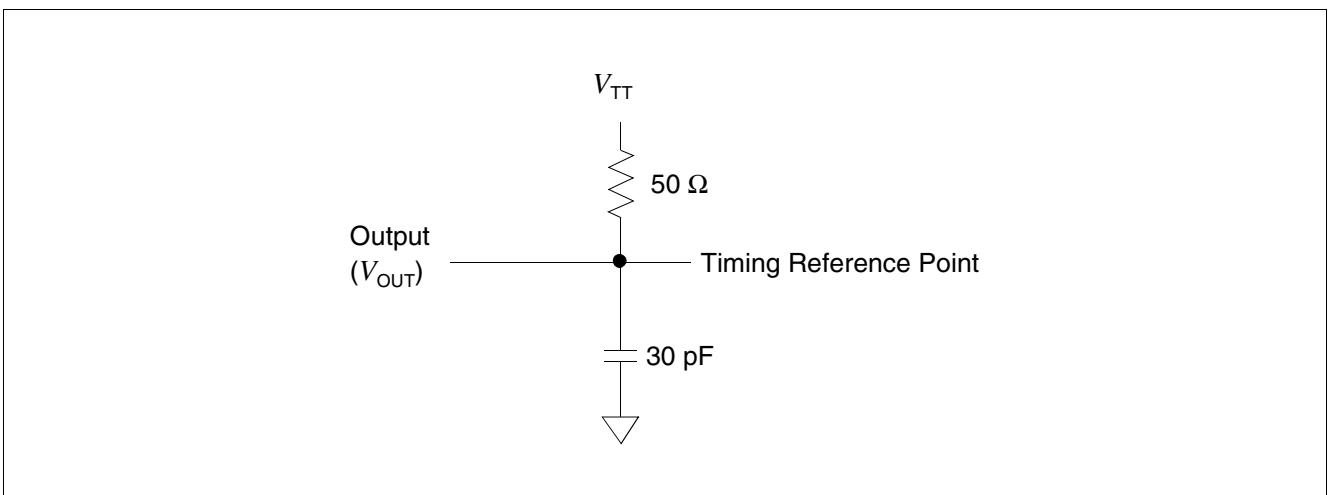 V_TT
50 Ω
Output
(V_OUT)
Timing Reference Point
30 pF